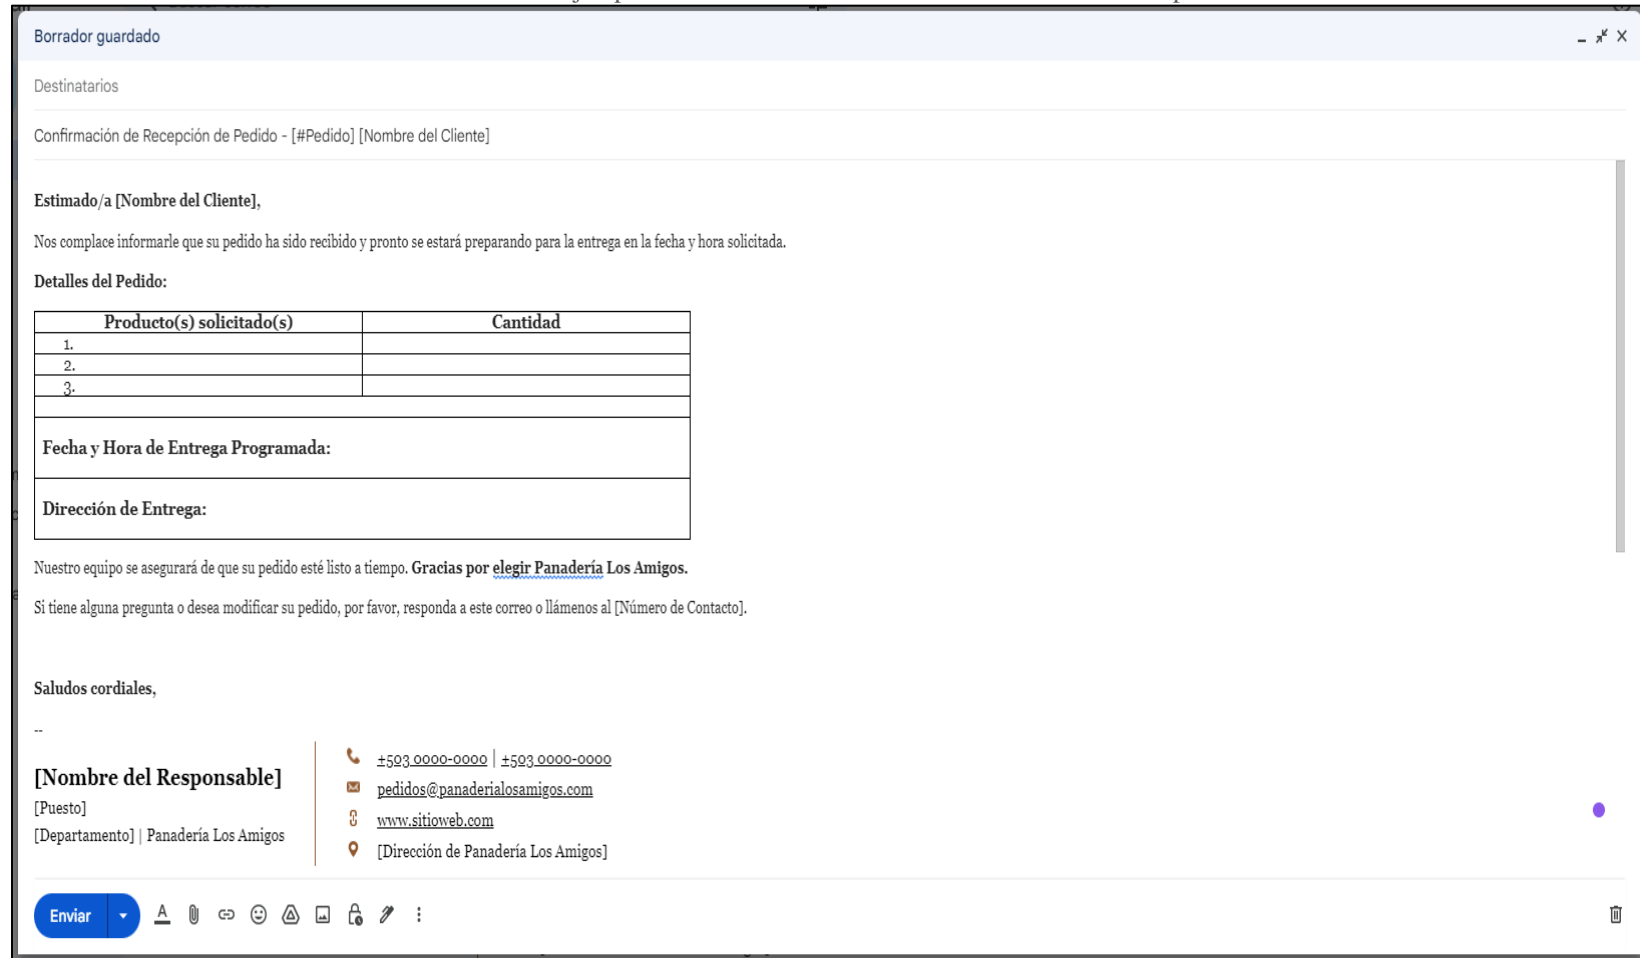 Borrador guardado
Destinatarios
Confirmación de Recepción de Pedido - [#Pedido] [Nombre del Cliente]
Estimado/a [Nombre del Cliente],
Nos complace informarle que su pedido ha sido recibido y pronto se estará preparando para la entrega en la fecha y hora solicitada.
Detalles del Pedido:
Producto(s) solicitado(s) Cantidad
1.
2.
3.
Fecha y Hora de Entrega Programada:
Dirección de Entrega:
Nuestro equipo se asegurará de que su pedido esté listo a tiempo. Gracias por elegir Panadería Los Amigos.
Si tiene alguna pregunta o desea modificar su pedido, por favor, responda a este correo o llámenos al [Número de Contacto].
Saludos cordiales,
--
[Nombre del Responsable]
[Puesto]
[Departamento] | Panadería Los Amigos
+503 0000-0000 | +503 0000-0000
pedidos@panaderialosamigos.com
www.sitioweb.com
[Dirección de Panadería Los Amigos]
Enviar